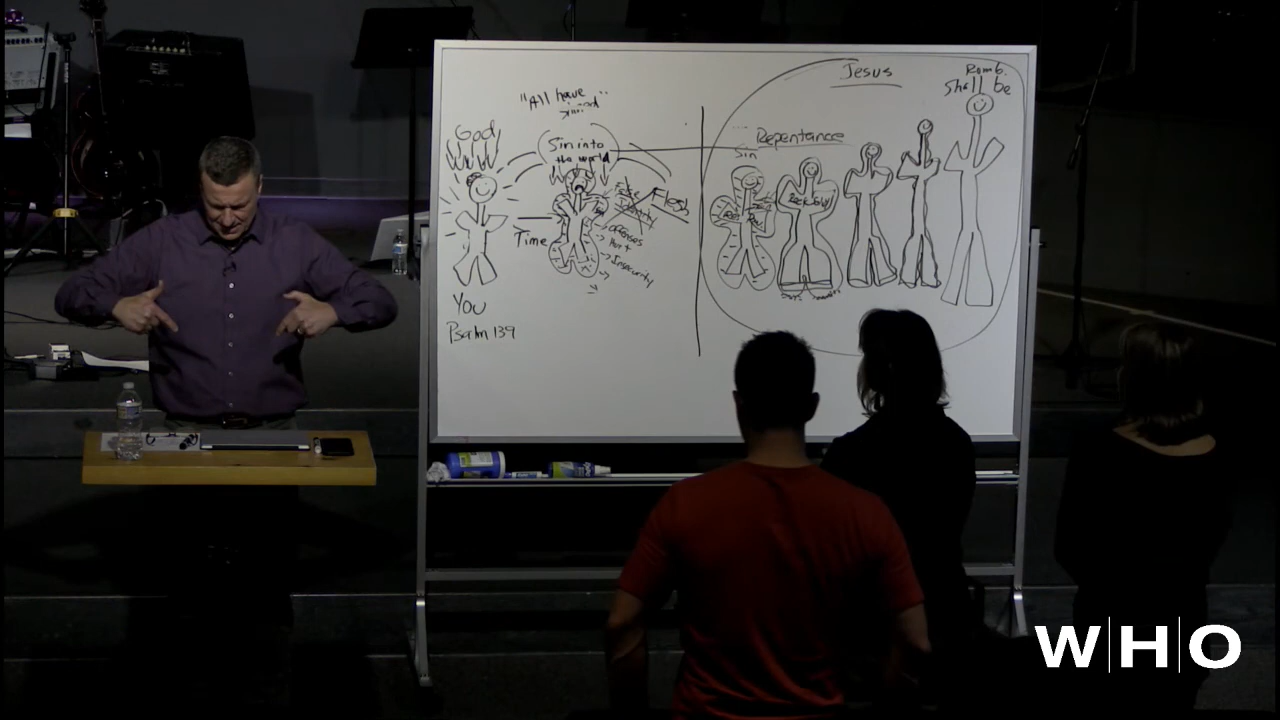 "All have
sinned"
God
Sin into
the world
Time
Flesh
False
Identity
offenses
Hurt
Insecurity
You
Psalm 139
Jesus
Rom 6
Shall be
Repentance
Sin
W|H|O